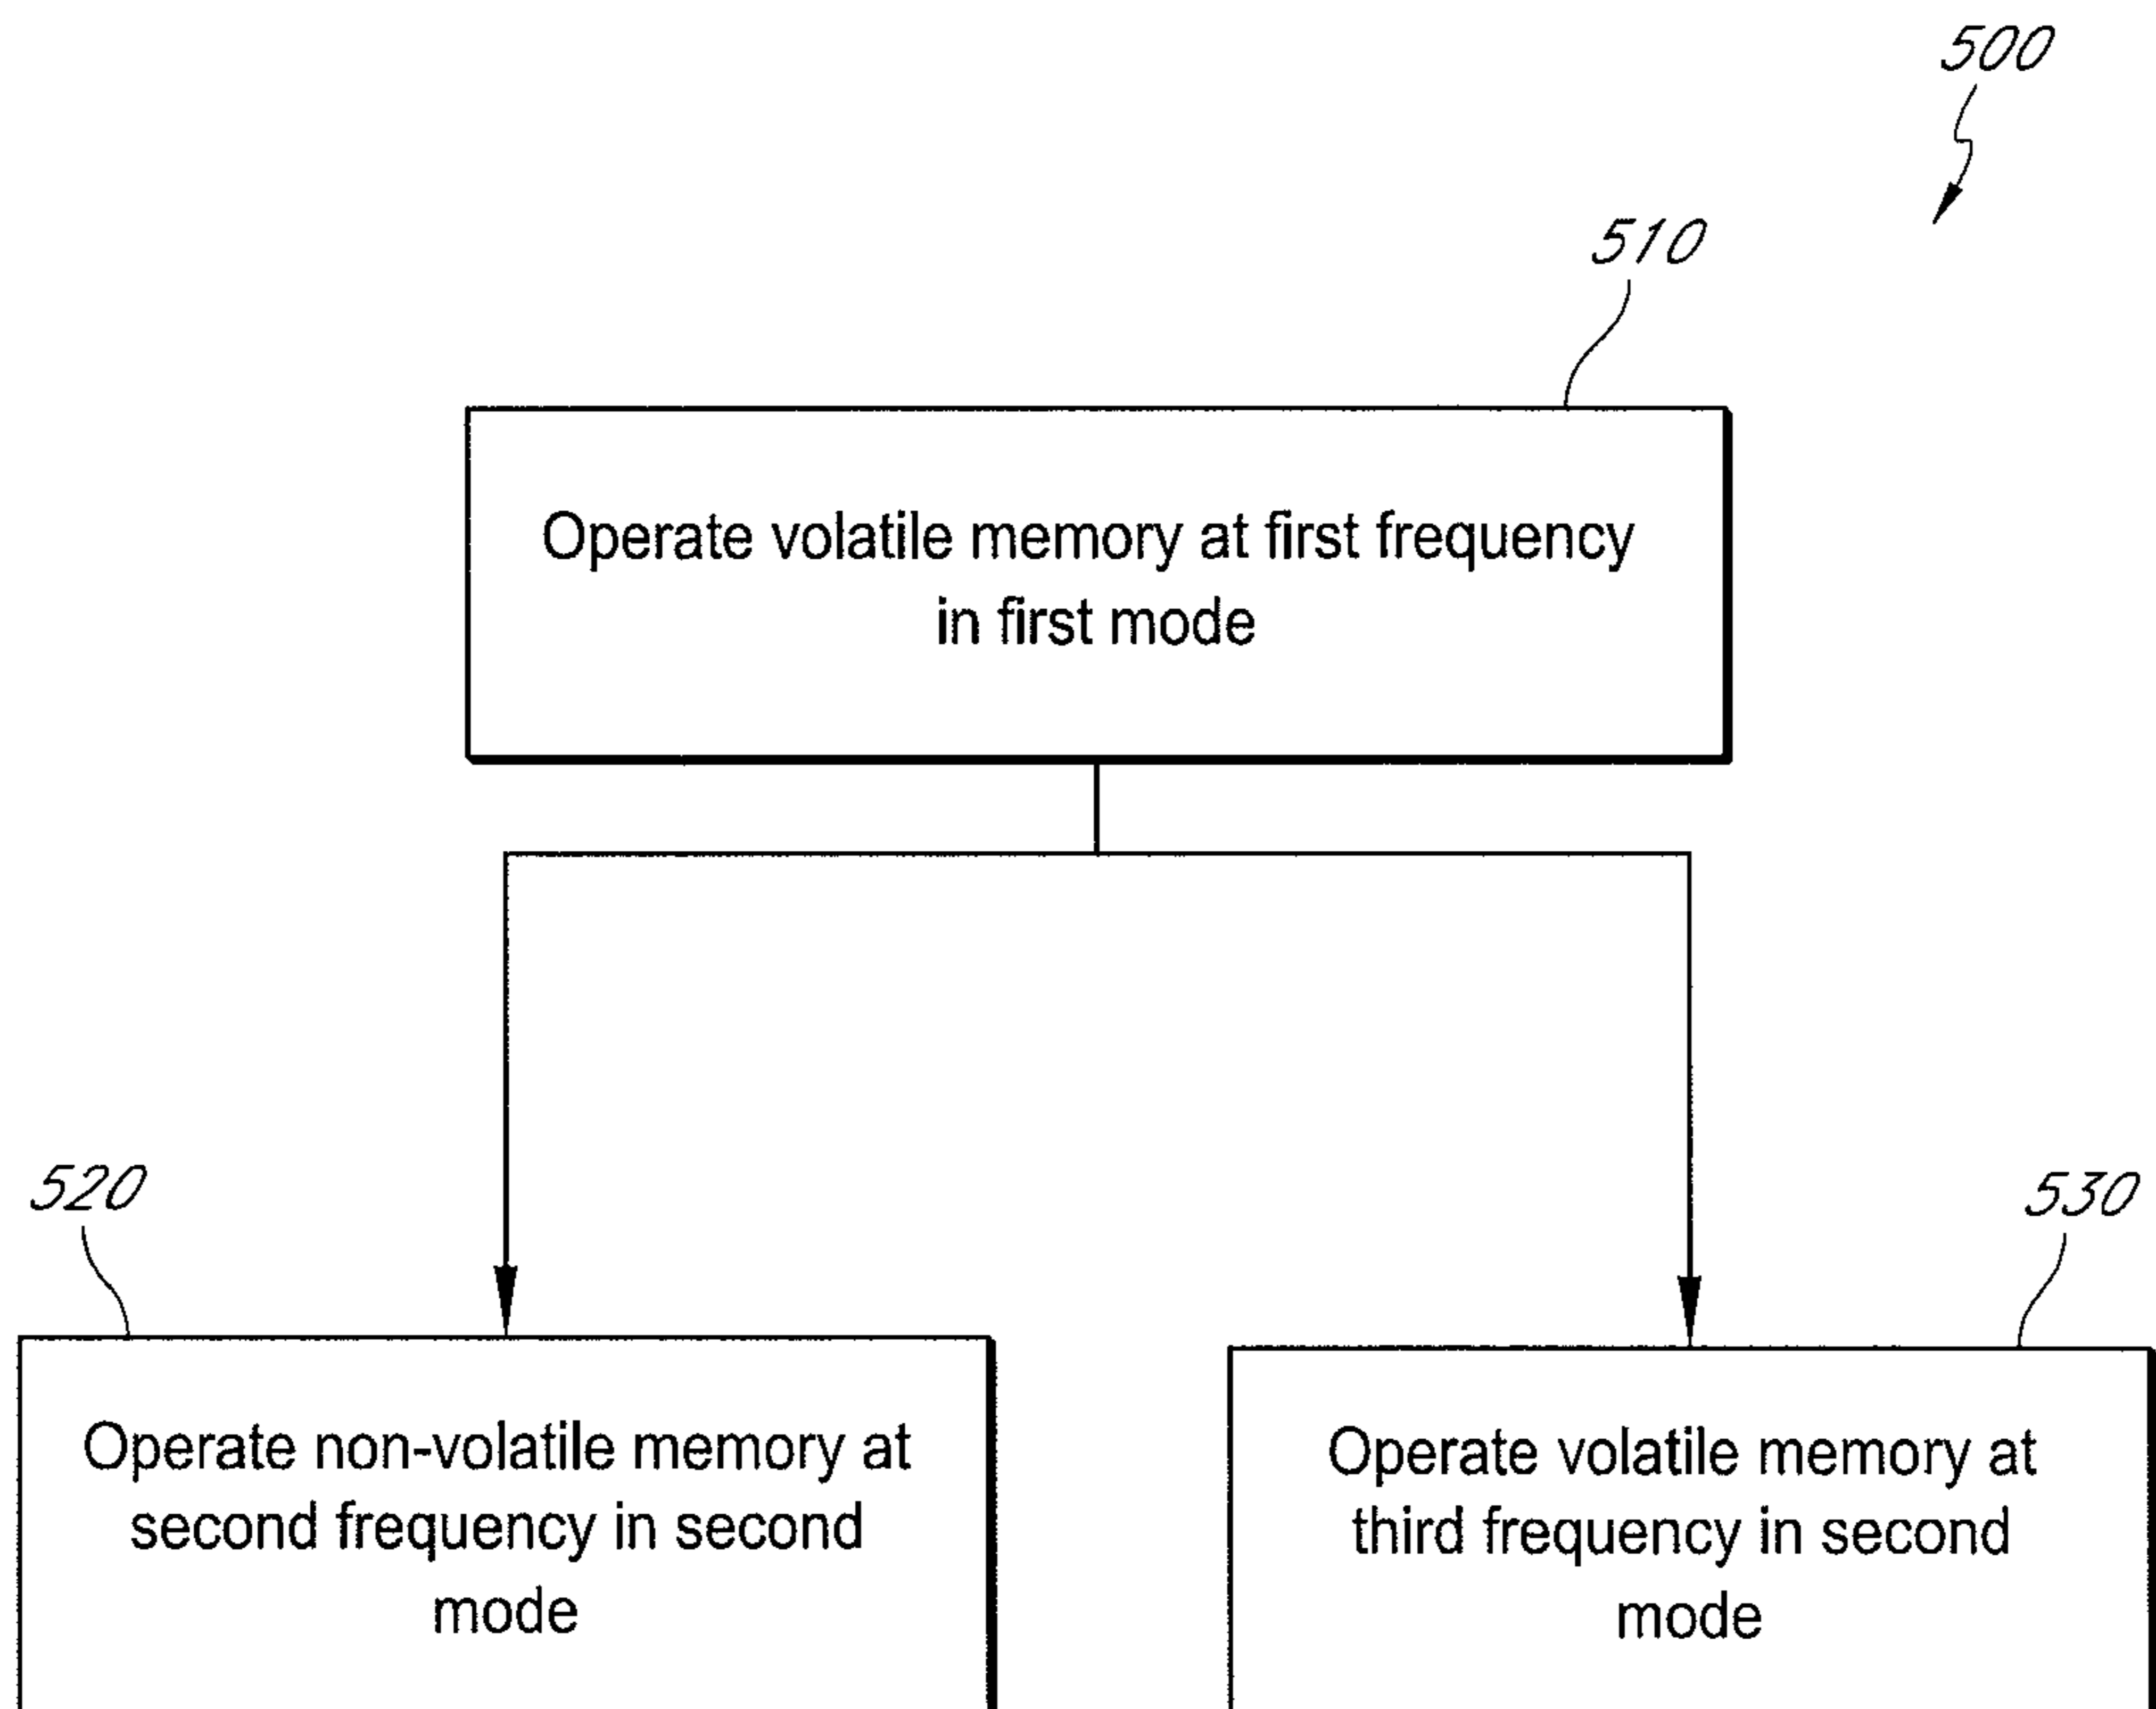 500
510
Operate volatile memory at first frequency
in first mode
520
530
Operate non-volatile memory at
second frequency in second
mode
Operate volatile memory at
third frequency in second
mode